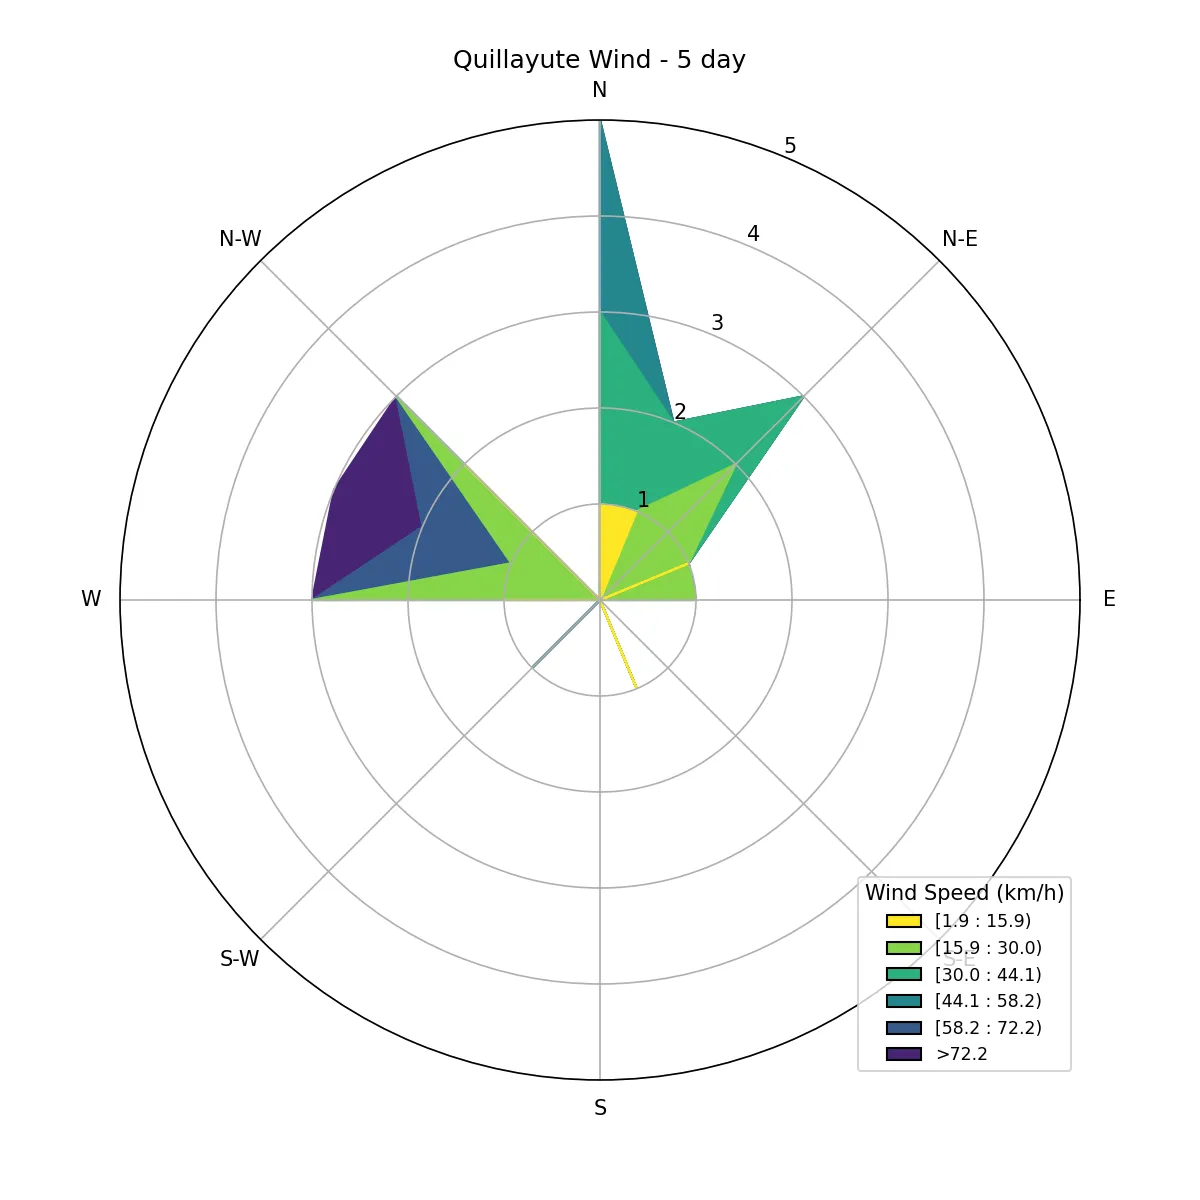 Quillayute Wind - 5 day
N
5
N-W
4
N-E
3
2
1
W
E
Wind Speed (km/h)
[1.9 : 15.9)
[15.9 : 30.0)
S-W
S-E
[30.0 : 44.1)
[44.1 : 58.2)
[58.2 : 72.2)
>72.2
S